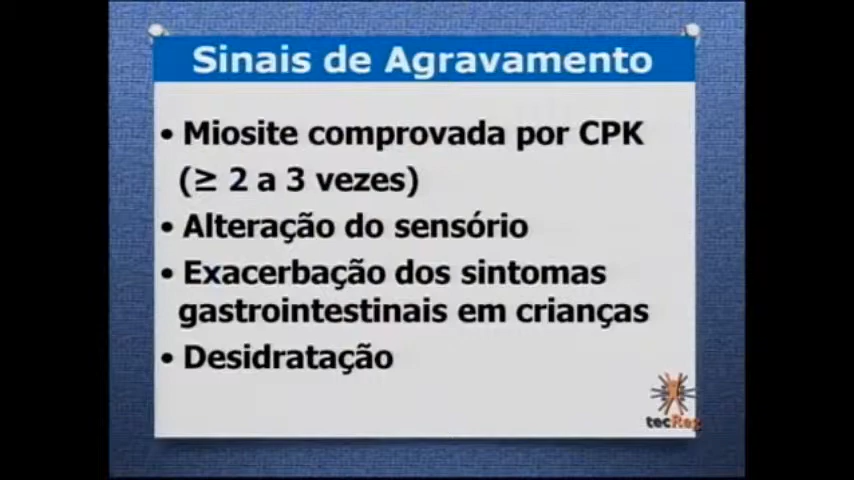 Sinais de Agravamento
• Miosite comprovada por CPK
(≥ 2 a 3 vezes)
• Alteração do sensório
• Exacerbação dos sintomas
gastrointestinais em crianças
• Desidratação
tecReg